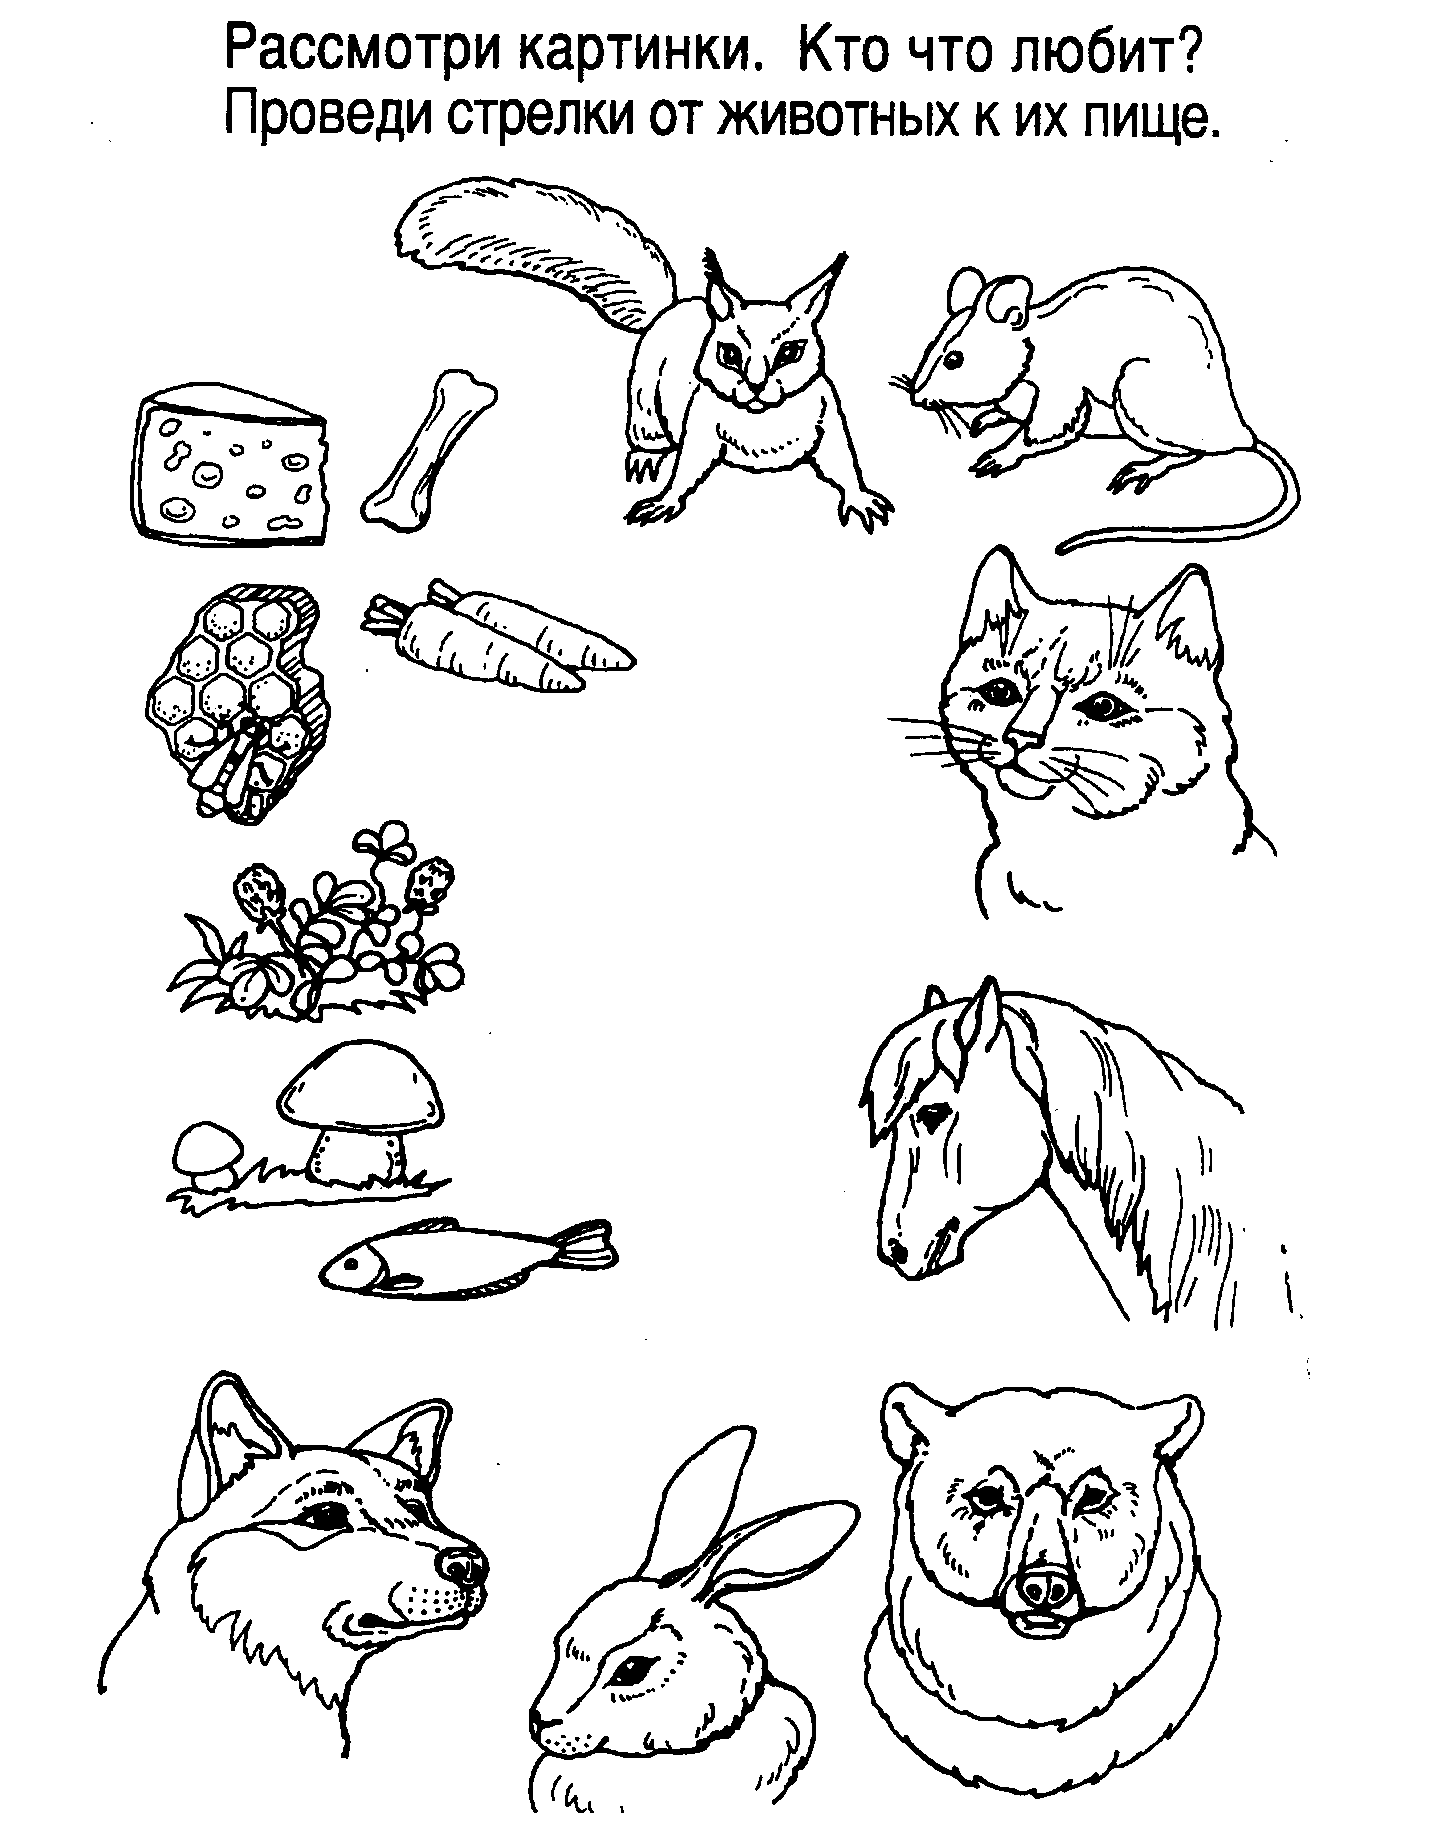 Рассмотри картинки. Кто что любит?
Проведи стрелки от животных к их пище.